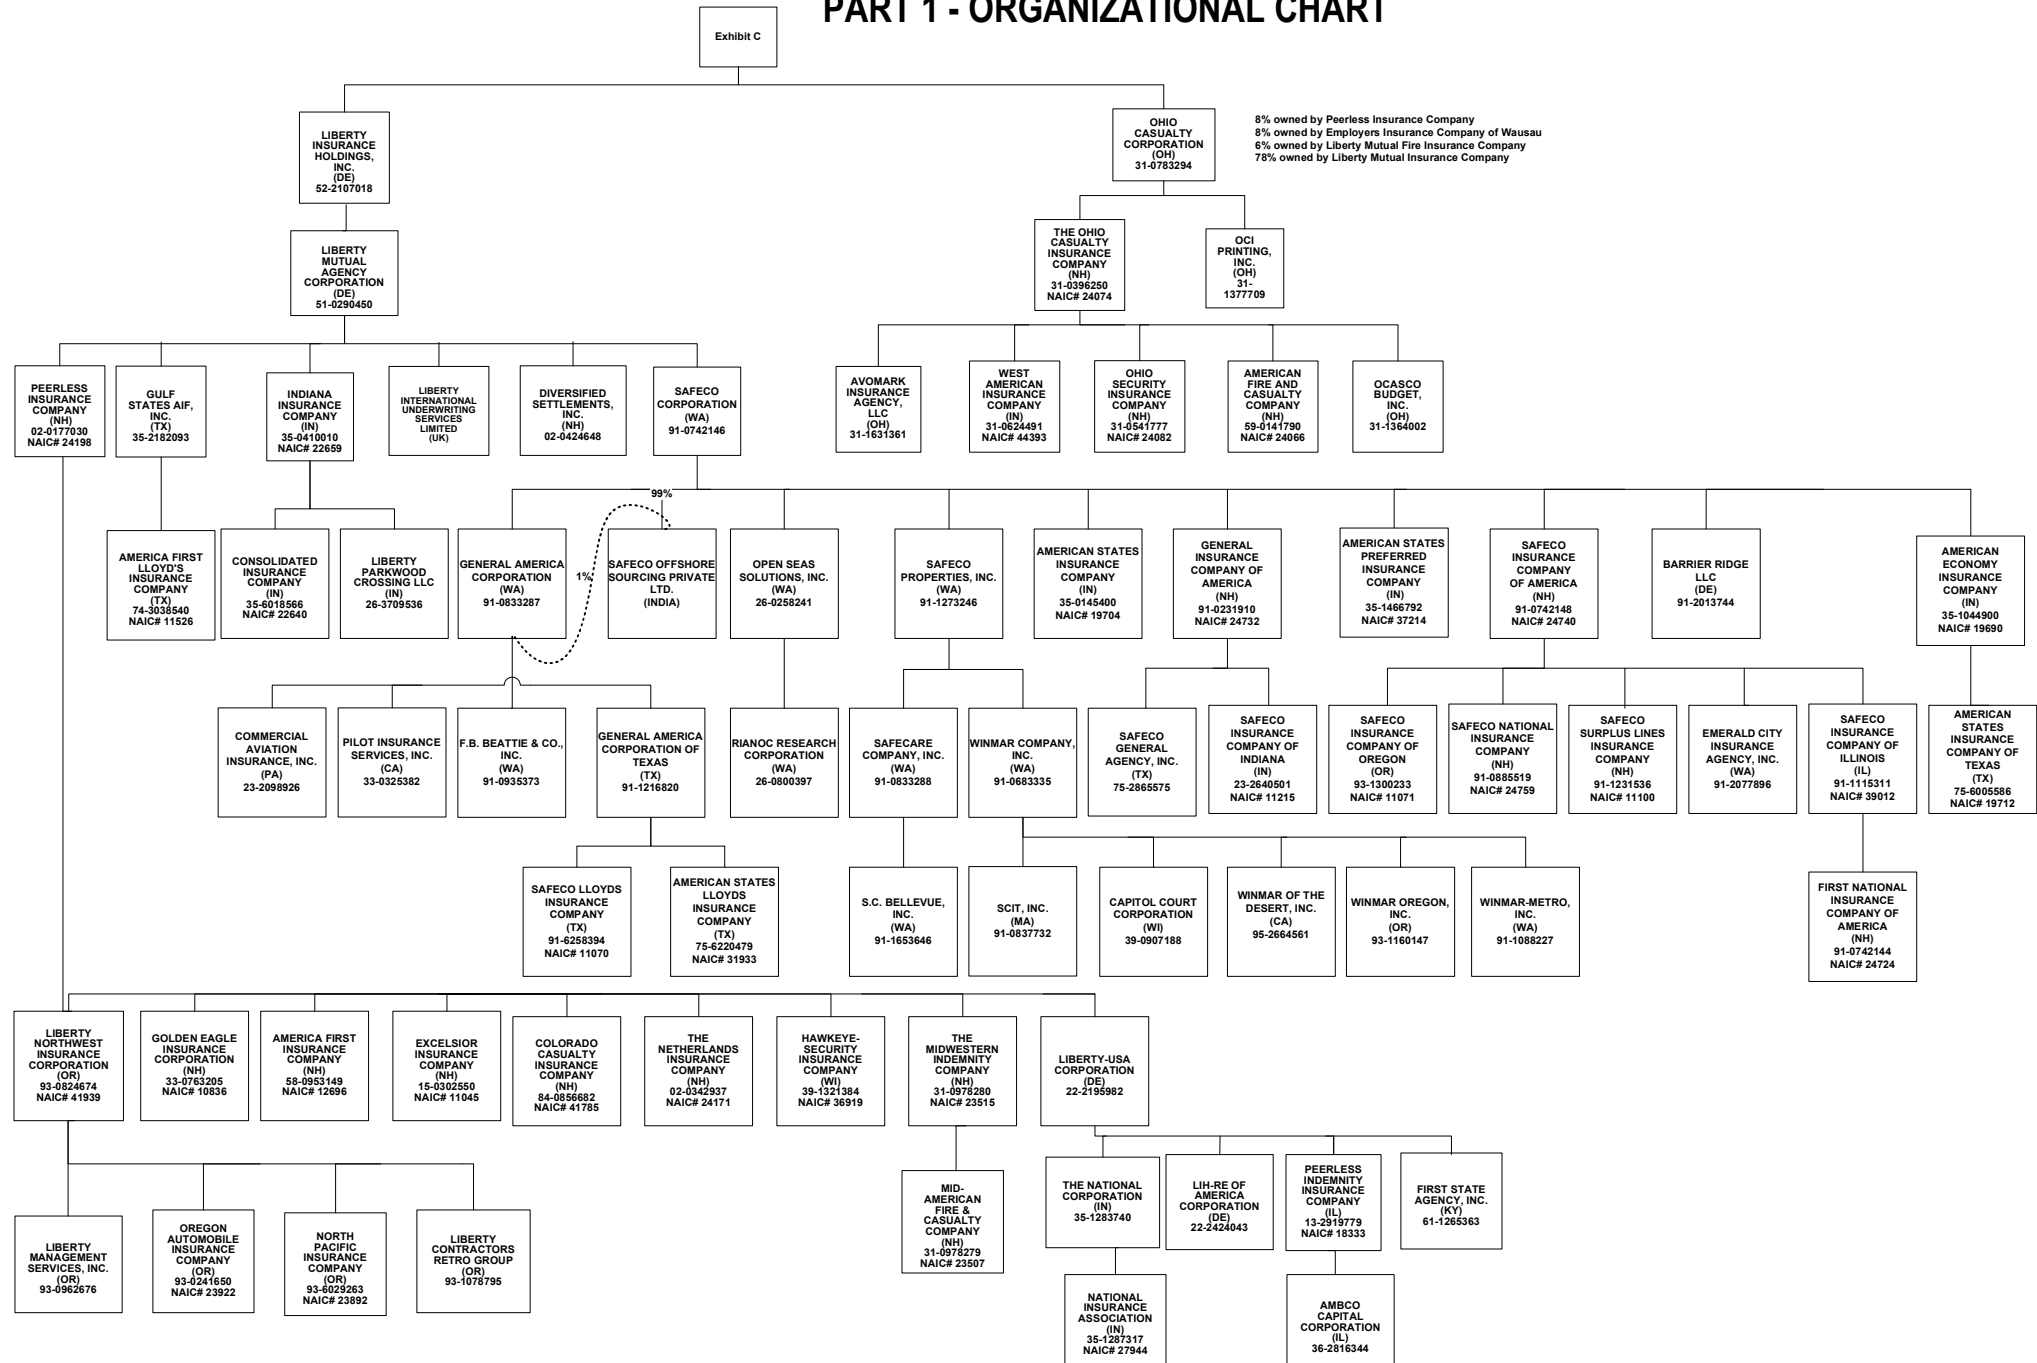 PART 1 - ORGANIZATIONAL CHART
Exhibit C
LIBERTY
INSURANCE
HOLDINGS,
INC.
(DE)
52-2107018
OHIO
CASUALTY
CORPORATION
(OH)
31-0783294
8% owned by Peerless Insurance Company
8% owned by Employers Insurance Company of Wausau
6% owned by Liberty Mutual Fire Insurance Company
78% owned by Liberty Mutual Insurance Company
LIBERTY
MUTUAL
AGENCY
CORPORATION
(DE)
51-0290450
THE OHIO
CASUALTY
INSURANCE
COMPANY
(NH)
31-0396250
NAIC# 24074
OCI
PRINTING,
INC.
(OH)
31-
1377709
PEERLESS
INSURANCE
COMPANY
(NH)
02-0177030
NAIC# 24198
GULF
STATES AIF,
INC.
(TX)
35-2182093
INDIANA
INSURANCE
COMPANY
(IN)
35-0410010
NAIC# 22659
LIBERTY
INTERNATIONAL
UNDERWRITING
SERVICES
LIMITED
(UK)
DIVERSIFIED
SETTLEMENTS,
INC.
(NH)
02-0424648
SAFECO
CORPORATION
(WA)
91-0742146
AVOMARK
INSURANCE
AGENCY,
LLC
(OH)
31-1631361
WEST
AMERICAN
INSURANCE
COMPANY
(IN)
31-0624491
NAIC# 44393
OHIO
SECURITY
INSURANCE
COMPANY
(NH)
31-0541777
NAIC# 24082
AMERICAN
FIRE AND
CASUALTY
COMPANY
(NH)
59-0141790
NAIC# 24066
OCASCO
BUDGET,
INC.
(OH)
31-1364002
99%
1%
AMERICA FIRST
LLOYD'S
INSURANCE
COMPANY
(TX)
74-3038540
NAIC# 11526
CONSOLIDATED
INSURANCE
COMPANY
(IN)
35-6018566
NAIC# 22640
LIBERTY
PARKWOOD
CROSSING LLC
(IN)
26-3709536
GENERAL AMERICA
CORPORATION
(WA)
91-0833287
SAFECO OFFSHORE
SOURCING PRIVATE
LTD.
(INDIA)
OPEN SEAS
SOLUTIONS, INC.
(WA)
26-0258241
SAFECO
PROPERTIES, INC.
(WA)
91-1273246
AMERICAN STATES
INSURANCE
COMPANY
(IN)
35-0145400
NAIC# 19704
GENERAL
INSURANCE
COMPANY OF
AMERICA
(NH)
91-0231910
NAIC# 24732
AMERICAN STATES
PREFERRED
INSURANCE
COMPANY
(IN)
35-1466792
NAIC# 37214
SAFECO
INSURANCE
COMPANY
OF AMERICA
(NH)
91-0742148
NAIC# 24740
BARRIER RIDGE
LLC
(DE)
91-2013744
AMERICAN
ECONOMY
INSURANCE
COMPANY
(IN)
35-1044900
NAIC# 19690
COMMERCIAL
AVIATION
INSURANCE, INC.
(PA)
23-2098926
PILOT INSURANCE
SERVICES, INC.
(CA)
33-0325382
F.B. BEATTIE & CO.,
INC.
(WA)
91-0935373
GENERAL AMERICA
CORPORATION OF
TEXAS
(TX)
91-1216820
RIANOC RESEARCH
CORPORATION
(WA)
26-0800397
SAFECARE
COMPANY, INC.
(WA)
91-0833288
WINMAR COMPANY,
INC.
(WA)
91-0683335
SAFECO
GENERAL
AGENCY, INC.
(TX)
75-2865575
SAFECO
INSURANCE
COMPANY OF
INDIANA
(IN)
23-2640501
NAIC# 11215
SAFECO
INSURANCE
COMPANY OF
OREGON
(OR)
93-1300233
NAIC# 11071
SAFECO NATIONAL
INSURANCE
COMPANY
(NH)
91-0885519
NAIC# 24759
SAFECO
SURPLUS LINES
INSURANCE
COMPANY
(NH)
91-1231536
NAIC# 11100
EMERALD CITY
INSURANCE
AGENCY, INC.
(WA)
91-2077896
SAFECO
INSURANCE
COMPANY OF
ILLINOIS
(IL)
91-1115311
NAIC# 39012
AMERICAN
STATES
INSURANCE
COMPANY OF
TEXAS
(TX)
75-6005586
NAIC# 19712
SAFECO LLOYDS
INSURANCE
COMPANY
(TX)
91-6258394
NAIC# 11070
AMERICAN STATES
LLOYDS
INSURANCE
COMPANY
(TX)
75-6220479
NAIC# 31933
S.C. BELLEVUE,
INC.
(WA)
91-1653646
SCIT, INC.
(MA)
91-0837732
CAPITOL COURT
CORPORATION
(WI)
39-0907188
WINMAR OF THE
DESERT, INC.
(CA)
95-2664561
WINMAR OREGON,
INC.
(OR)
93-1160147
WINMAR-METRO,
INC.
(WA)
91-1088227
FIRST NATIONAL
INSURANCE
COMPANY OF
AMERICA
(NH)
91-0742144
NAIC# 24724
LIBERTY
NORTHWEST
INSURANCE
CORPORATION
(OR)
93-0824674
NAIC# 41939
GOLDEN EAGLE
INSURANCE
CORPORATION
(NH)
33-0763205
NAIC# 10836
AMERICA FIRST
INSURANCE
COMPANY
(NH)
58-0953149
NAIC# 12696
EXCELSIOR
INSURANCE
COMPANY
(NH)
15-0302550
NAIC# 11045
COLORADO
CASUALTY
INSURANCE
COMPANY
(NH)
84-0856682
NAIC# 41785
THE
NETHERLANDS
INSURANCE
COMPANY
(NH)
02-0342937
NAIC# 24171
HAWKEYE-
SECURITY
INSURANCE
COMPANY
(WI)
39-1321384
NAIC# 36919
THE
MIDWESTERN
INDEMNITY
COMPANY
(NH)
31-0978280
NAIC# 23515
LIBERTY-USA
CORPORATION
(DE)
22-2195982
LIBERTY
MANAGEMENT
SERVICES, INC.
(OR)
93-0962676
OREGON
AUTOMOBILE
INSURANCE
COMPANY
(OR)
93-0241650
NAIC# 23922
NORTH
PACIFIC
INSURANCE
COMPANY
(OR)
93-6029263
NAIC# 23892
LIBERTY
CONTRACTORS
RETRO GROUP
(OR)
93-1078795
MID-
AMERICAN
FIRE &
CASUALTY
COMPANY
(NH)
31-0978279
NAIC# 23507
THE NATIONAL
CORPORATION
(IN)
35-1283740
LIH-RE OF
AMERICA
CORPORATION
(DE)
22-2424043
PEERLESS
INDEMNITY
INSURANCE
COMPANY
(IL)
13-2919779
NAIC# 18333
FIRST STATE
AGENCY, INC.
(KY)
61-1265363
NATIONAL
INSURANCE
ASSOCIATION
(IN)
35-1287317
NAIC# 27944
AMBCO
CAPITAL
CORPORATION
(IL)
36-2816344